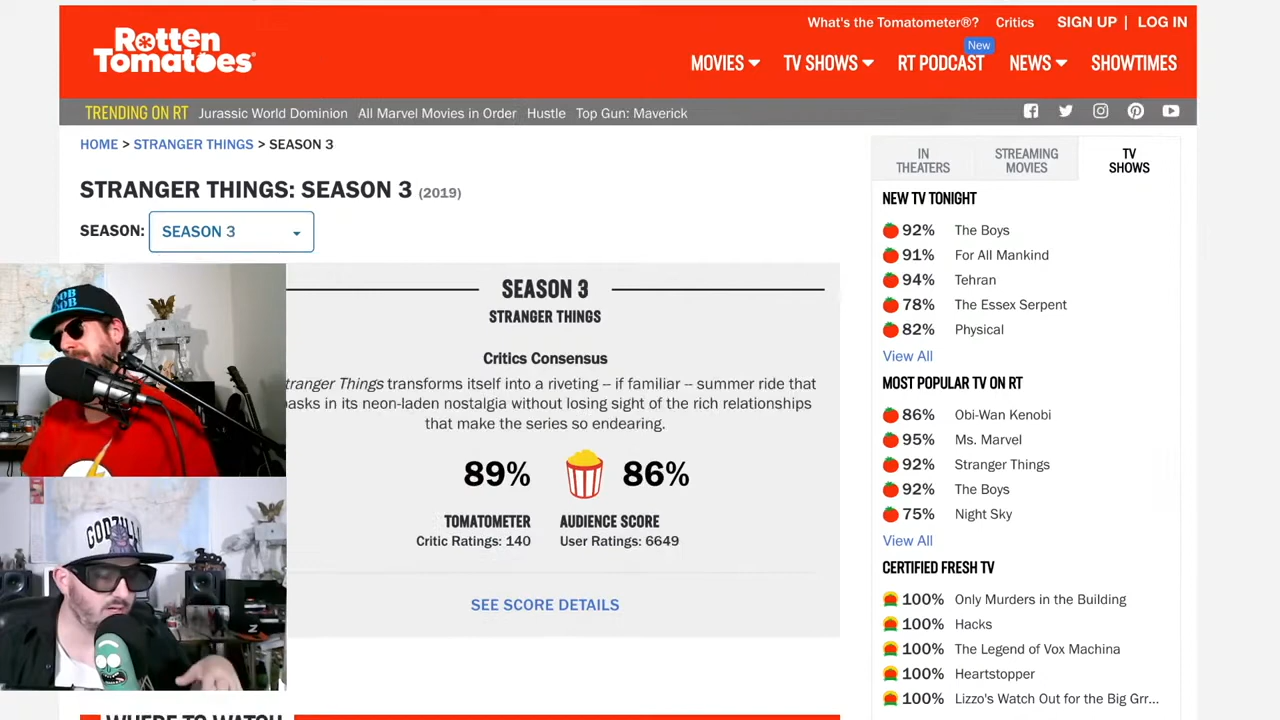 What's the Tomatometer®? Critics SIGN UP | LOG IN
Rotten
Tomatoes
New
MOVIES TV SHOWS RT PODCAST NEWS SHOWTIMES
TRENDING ON RT Jurassic World Dominion All Marvel Movies in Order Hustle Top Gun: Maverick
HOME > STRANGER THINGS > SEASON 3
STRANGER THINGS: SEASON 3 (2019)
SEASON: SEASON 3
SEASON 3
STRANGER THINGS
Critics Consensus
tranger Things transforms itself into a riveting -- if familiar -- summer ride that
asks in its neon-laden nostalgia without losing sight of the rich relationships
that make the series so endearing.
89% 86%
TOMATOMETER AUDIENCE SCORE
Critic Ratings: 140 User Ratings: 6649
SEE SCORE DETAILS
WHERE TO WATCH
IN THEATERS
STREAMING MOVIES
TV SHOWS
NEW TV TONIGHT
92% The Boys
91% For All Mankind
94% Tehran
78% The Essex Serpent
82% Physical
View All
MOST POPULAR TV ON RT
86% Obi-Wan Kenobi
95% Ms. Marvel
92% Stranger Things
92% The Boys
75% Night Sky
View All
CERTIFIED FRESH TV
100% Only Murders in the Building
100% Hacks
100% The Legend of Vox Machina
100% Heartstopper
100% Lizzo's Watch Out for the Big Grr...
GODZILLA